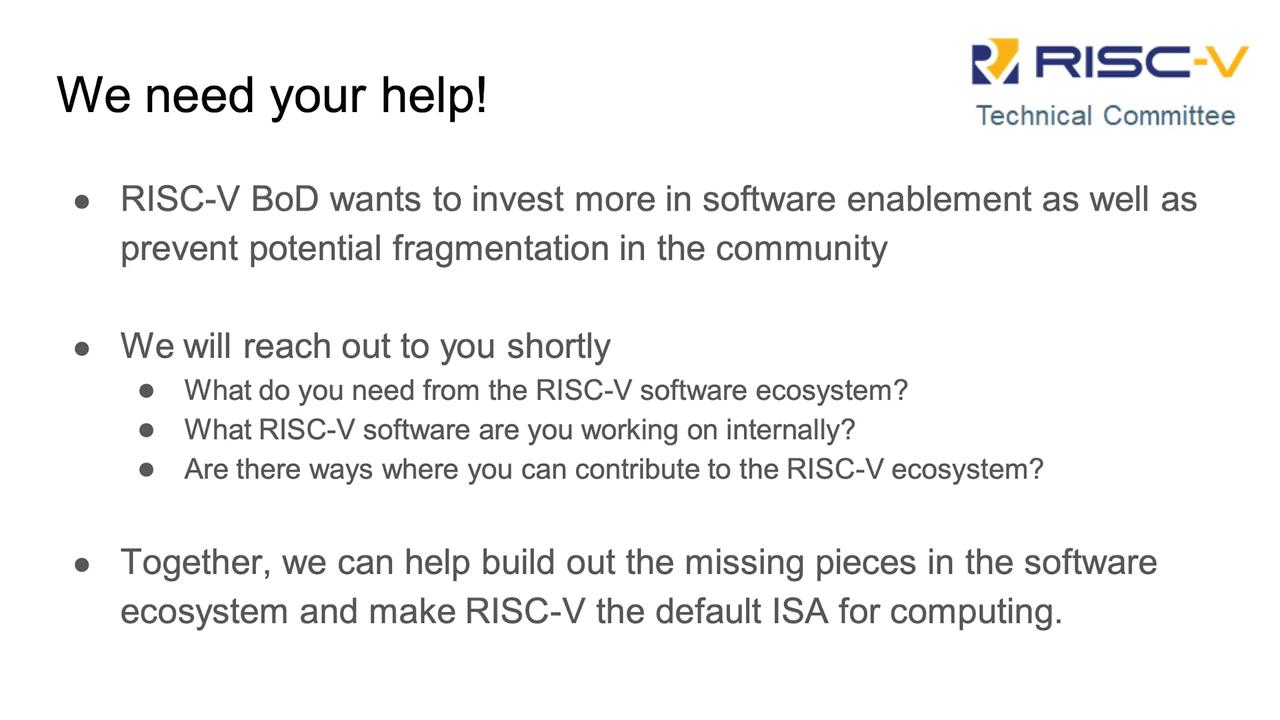 We need your help!
RISC-V
Technical Committee
● RISC-V BoD wants to invest more in software enablement as well as
prevent potential fragmentation in the community
● We will reach out to you shortly
● What do you need from the RISC-V software ecosystem?
● What RISC-V software are you working on internally?
● Are there ways where you can contribute to the RISC-V ecosystem?
● Together, we can help build out the missing pieces in the software
ecosystem and make RISC-V the default ISA for computing.